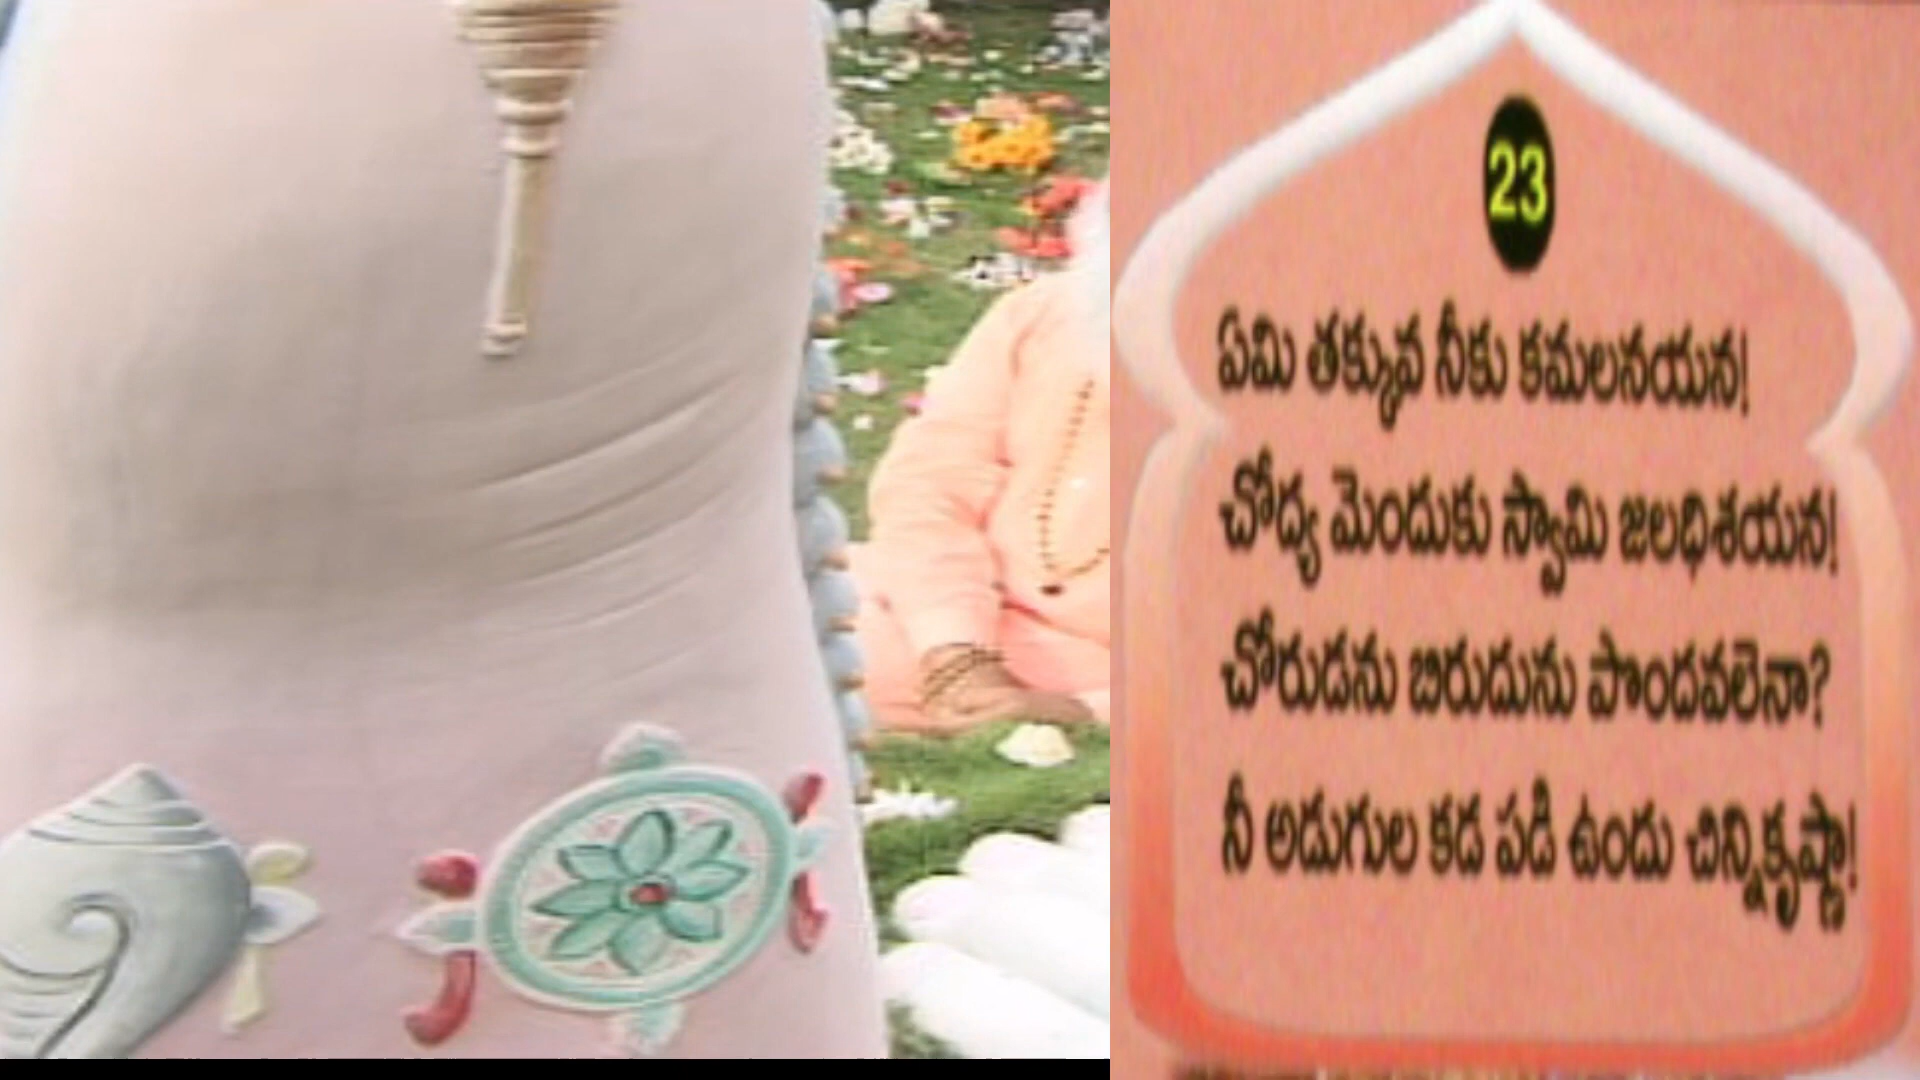 23
ఏమి తక్కువ నీకు కమలనయన!
చోద్య మెందుకు స్వామి జలధిశయన!
చోరుడను బిరుదును పొందవలెనా?
నీ అడుగుల కడ పడి ఉందు చిన్నికృష్ణా!